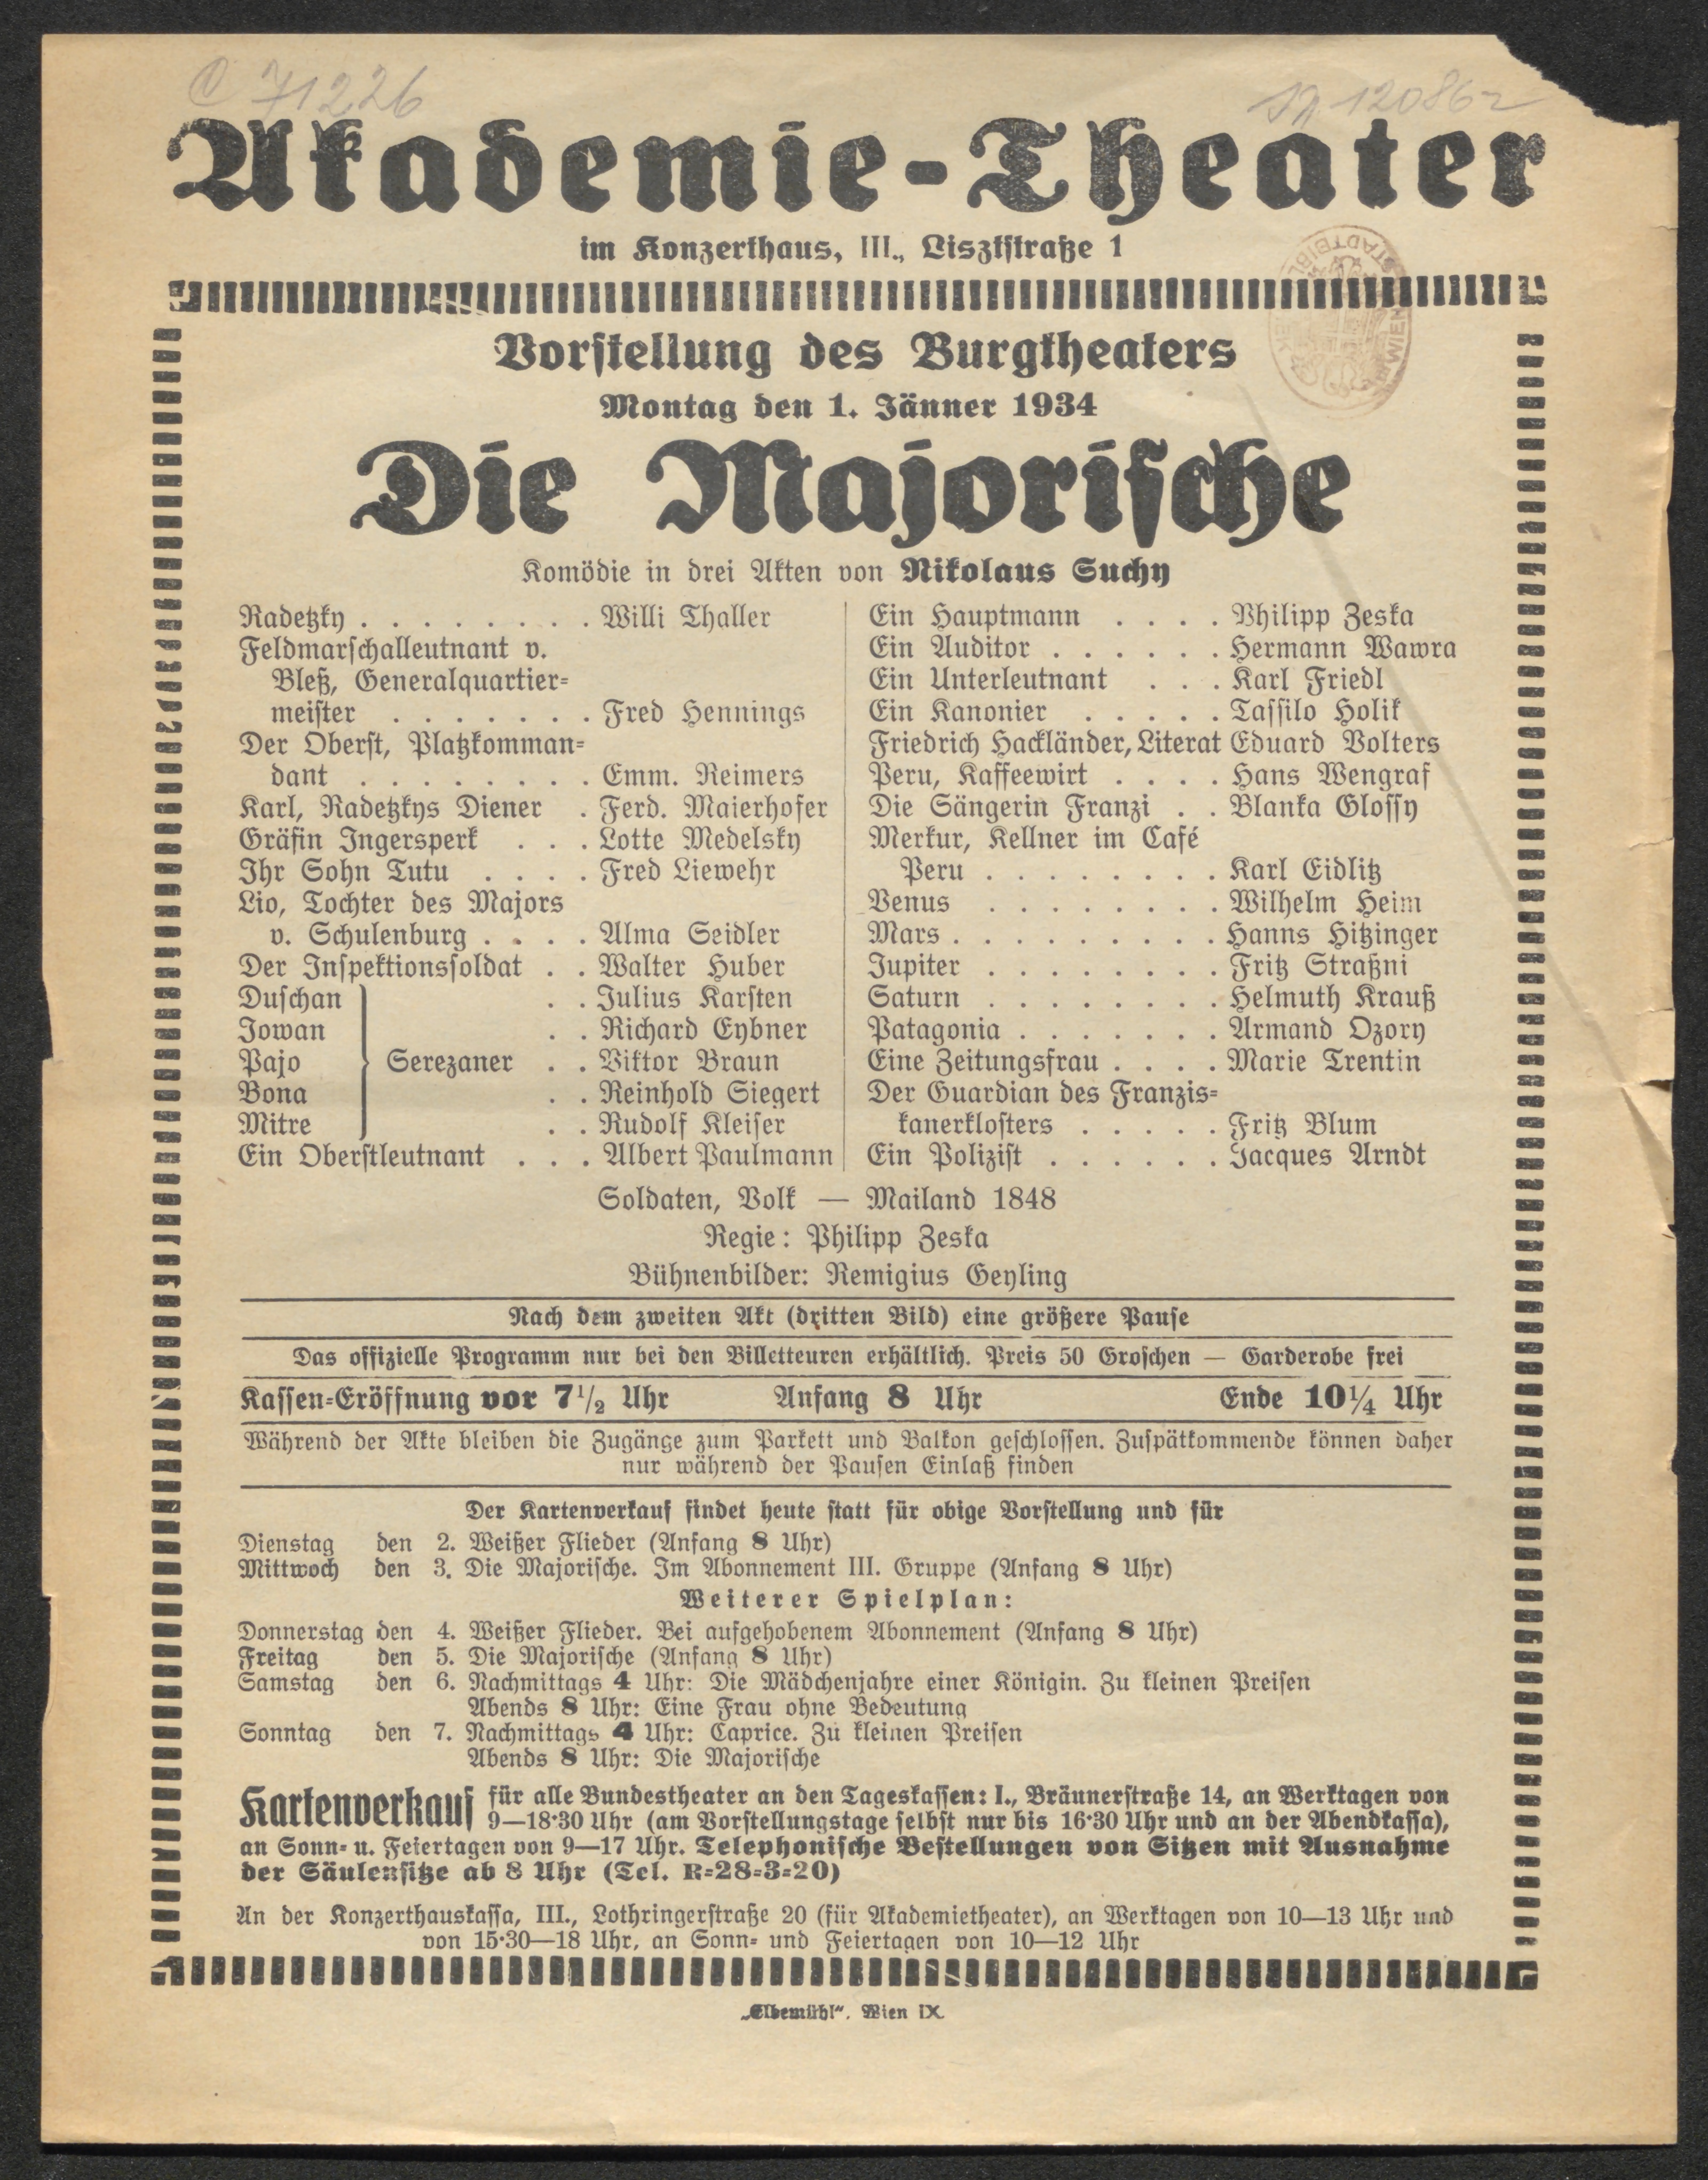 C 71226
Akademie-Theater
im Konzerthaus, III., Lisztstraße 1
Vorstellung des Burgtheaters
Montag den 1. Jänner 1934
Die Majorische
Komödie in drei Akten von Nikolaus Suchy
Radetzky . . . . . . . . Willi Thaller
Feldmarschalleutnant v.
Bleß, Generalquartier-
meister . . . . . . . Fred Hennings
Der Oberst, Platzkomman-
dant . . . . . . . . Emm. Reimers
Karl, Radetzkys Diener . Ferd. Maierhofer
Gräfin Ingersperk . . . Lotte Medelsky
Ihr Sohn Tutu . . . . Fred Liewehr
Lio, Tochter des Majors
v. Schulenburg . . . . Alma Seidler
Der Inspektionssoldat . . Walter Huber
Duschan . . Julius Karsten
Jowan . . Richard Eybner
Pajo Serezaner . . Viktor Braun
Bona . . Reinhold Siegert
Mitre . . Rudolf Kleiser
Ein Oberstleutnant . . . Albert Paulmann
Ein Hauptmann . . . . Philipp Zeska
Ein Auditor . . . . . . Hermann Wawra
Ein Unterleutnant . . . Karl Friedl
Ein Kanonier . . . . . Tassilo Holik
Friedrich Hackländer, Literat Eduard Volters
Peru, Kaffeewirt . . . . Hans Wengraf
Die Sängerin Franzi . . Blanka Glossy
Merkur, Kellner im Café
Peru . . . . . . . . Karl Eidlitz
Venus . . . . . . . . Wilhelm Heim
Mars . . . . . . . . . Hanns Hitzinger
Jupiter . . . . . . . . Fritz Straßni
Saturn . . . . . . . . Helmuth Krauß
Patagonia . . . . . . . Armand Ozory
Eine Zeitungsfrau . . . . Marie Trentin
Der Guardian des Franzis-
kanerklosters . . . . . Fritz Blum
Ein Polizist . . . . . . Jacques Arndt
Soldaten, Volk — Mailand 1848
Regie: Philipp Zeska
Bühnenbilder: Remigius Geyling
Nach dem zweiten Akt (dritten Bild) eine größere Pause
Das offizielle Programm nur bei den Billetteuren erhältlich. Preis 50 Groschen — Garderobe frei
Kassen-Eröffnung vor 7½ Uhr Anfang 8 Uhr Ende 10¼ Uhr
Während der Akte bleiben die Zugänge zum Parkett und Balkon geschlossen. Zuspätkommende können daher
nur während der Pausen Einlaß finden
Der Kartenverkauf findet heute statt für obige Vorstellung und für
Dienstag den 2. Weißer Flieder (Anfang 8 Uhr)
Mittwoch den 3. Die Majorische. Im Abonnement III. Gruppe (Anfang 8 Uhr)
Weiterer Spielplan:
Donnerstag den 4. Weißer Flieder. Bei aufgehobenem Abonnement (Anfang 8 Uhr)
Freitag den 5. Die Majorische (Anfang 8 Uhr)
Samstag den 6. Nachmittags 4 Uhr: Die Mädchenjahre einer Königin. Zu kleinen Preisen
Abends 8 Uhr: Eine Frau ohne Bedeutung
Sonntag den 7. Nachmittags 4 Uhr: Caprice. Zu kleinen Preisen
Abends 8 Uhr: Die Majorische
Kartenverkauf für alle Bundestheater an den Tageskassen: I., Bräunerstraße 14, an Werktagen von
9—18·30 Uhr (am Vorstellungstage selbst nur bis 16·30 Uhr und an der Abendkassa),
an Sonn- u. Feiertagen von 9—17 Uhr. Telephonische Bestellungen von Sitzen mit Ausnahme
der Säulensitze ab 8 Uhr (Tel. R-28-3-20)
An der Konzerthauskassa, III., Lothringerstraße 20 (für Akademietheater), an Werktagen von 10—13 Uhr und
von 15·30—18 Uhr, an Sonn- und Feiertagen von 10—12 Uhr
„Elbemühl“, Wien IX.